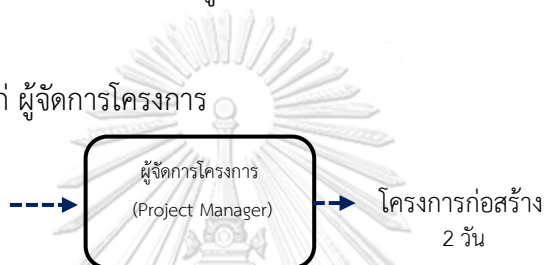 ผู้จัดการโครงการ
ผู้จัดการโครงการ
(Project Manager)
โครงการก่อสร้าง
2 วัน